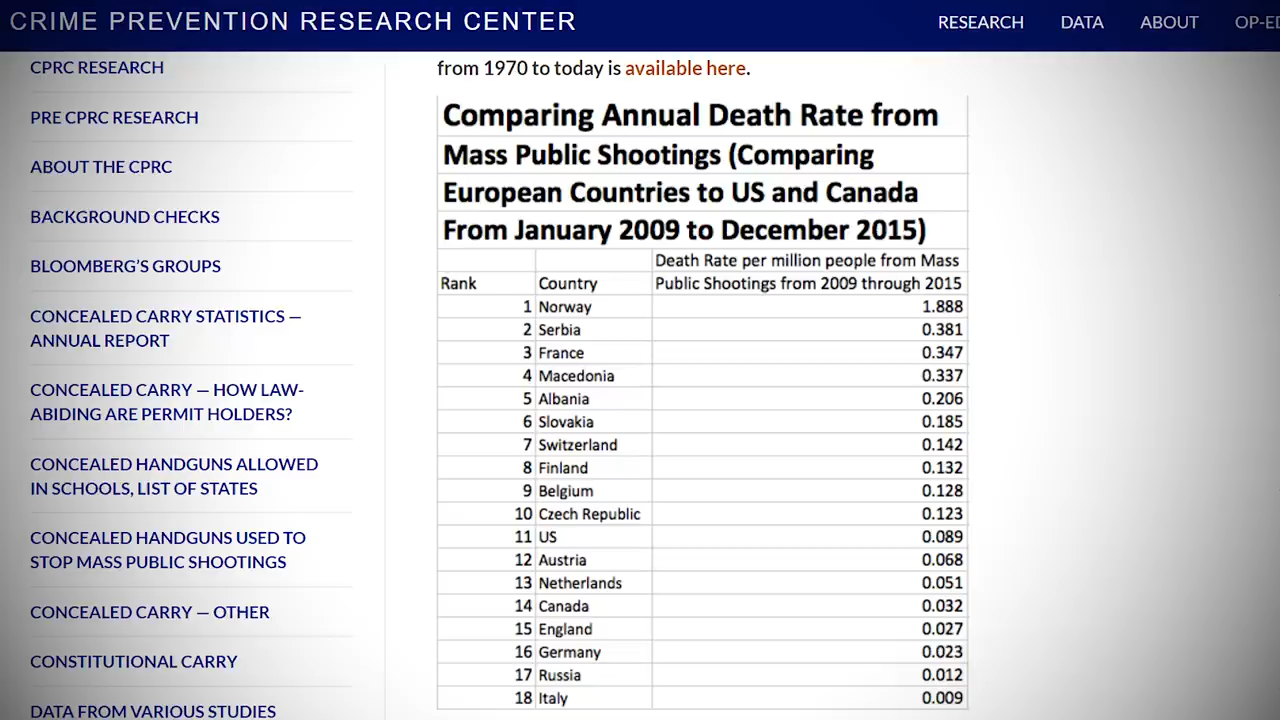 CRIME PREVENTION RESEARCH CENTER
RESEARCH DATA ABOUT OP-ED
CPRC RESEARCH
PRE CPRC RESEARCH
ABOUT THE CPRC
BACKGROUND CHECKS
BLOOMBERG'S GROUPS
CONCEALED CARRY STATISTICS —
ANNUAL REPORT
CONCEALED CARRY — HOW LAW-
ABIDING ARE PERMIT HOLDERS?
CONCEALED HANDGUNS ALLOWED
IN SCHOOLS, LIST OF STATES
CONCEALED HANDGUNS USED TO
STOP MASS PUBLIC SHOOTINGS
CONCEALED CARRY — OTHER
CONSTITUTIONAL CARRY
DATA FROM VARIOUS STUDIES
from 1970 to today is available here.
Comparing Annual Death Rate from
Mass Public Shootings (Comparing
European Countries to US and Canada
From January 2009 to December 2015)
Death Rate per million people from Mass
Rank Country Public Shootings from 2009 through 2015
1 Norway 1.888
2 Serbia 0.381
3 France 0.347
4 Macedonia 0.337
5 Albania 0.206
6 Slovakia 0.185
7 Switzerland 0.142
8 Finland 0.132
9 Belgium 0.128
10 Czech Republic 0.123
11 US 0.089
12 Austria 0.068
13 Netherlands 0.051
14 Canada 0.032
15 England 0.027
16 Germany 0.023
17 Russia 0.012
18 Italy 0.009